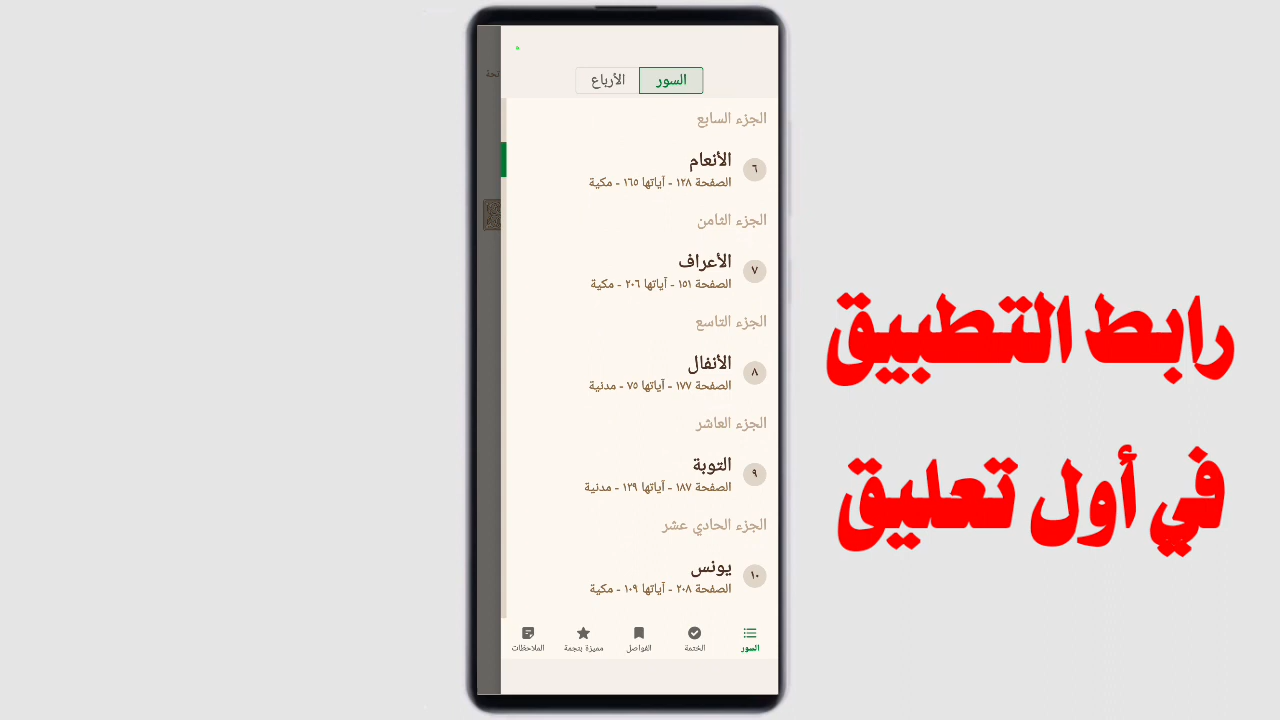 تحة
السور
الأرباع
الجزء السابع
٦
الأنعام
الصفحة ١٢٨ - آياتها ١٦٥ - مكية
الجزء الثامن
٧
الأعراف
الصفحة ١٥١ - آياتها ٢٠٦ - مكية
الجزء التاسع
٨
الأنفال
الصفحة ١٧٧ - آياتها ٧٥ - مدنية
الجزء العاشر
٩
التوبة
الصفحة ١٨٧ - آياتها ١٢٩ - مدنية
الجزء الحادي عشر
١٠
يونس
الصفحة ٢٠٨ - آياتها ١٠٩ - مكية
السور
الختمة
الفواصل
مميزة بنجمة
الملاحظات
رابط التطبيق
في أول تعليق